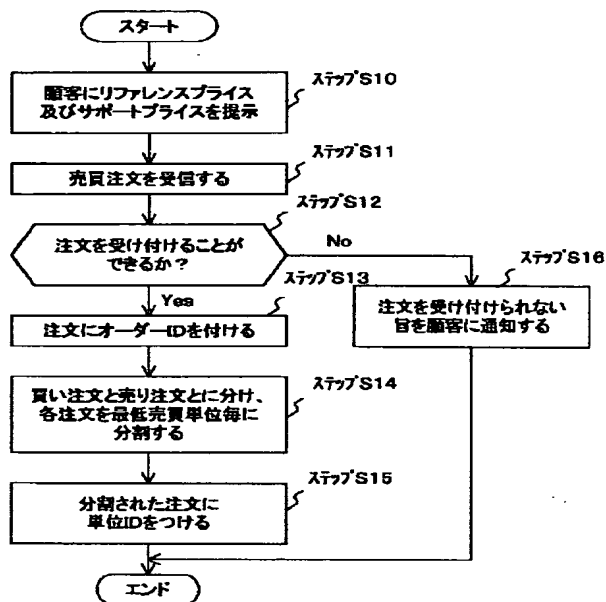 スタート
ステップS10
顧客にリファレンスプライス
及びサポートプライスを提示
ステップS11
売買注文を受信する
ステップS12
注文を受け付けることが
できるか?
No
ステップS16
注文を受け付けられない
旨を顧客に通知する
ステップS13
Yes
注文にオーダーIDを付ける
ステップS14
買い注文と売り注文とに分け、
各注文を最低売買単位毎に
分割する
ステップS15
分割された注文に
単位IDをつける
エンド